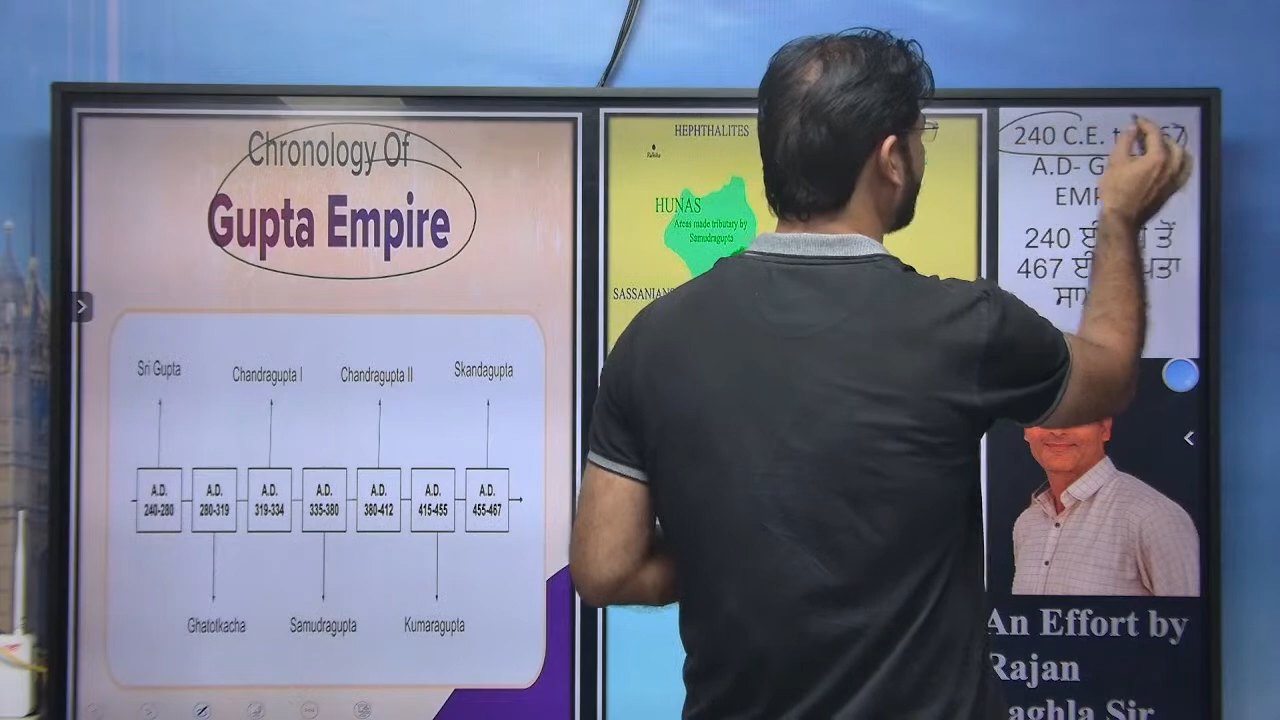 Chronology Of
Gupta Empire
Sri Gupta
Chandragupta I
Chandragupta II
Skandagupta
A.D.
240-280
A.D.
280-319
A.D.
319-334
A.D.
335-380
A.D.
380-412
A.D.
415-455
A.D.
455-467
Ghatotkacha
Samudragupta
Kumaragupta
HEPHTHALITES
HUNAS
Areas made tributary by
Samudragupta
240 C.E.
A.D-
240
467
An Effort by
Rajan
Sir